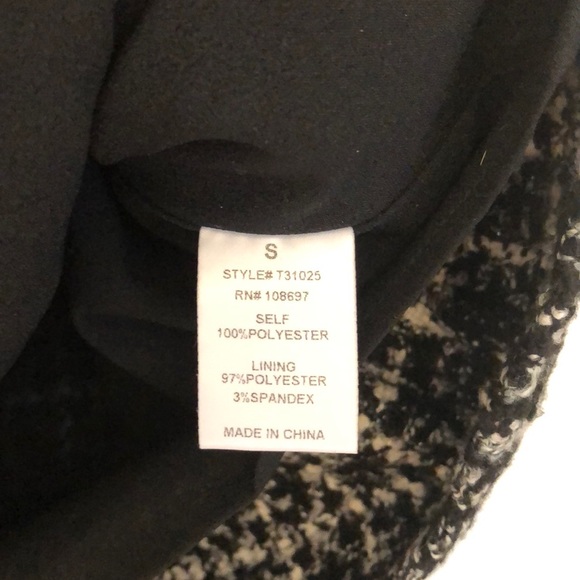 S
STYLE# T31025
RN# 108697
SELF
100%POLYESTER
LINING
97%POLYESTER
3%SPANDEX
MADE IN CHINA